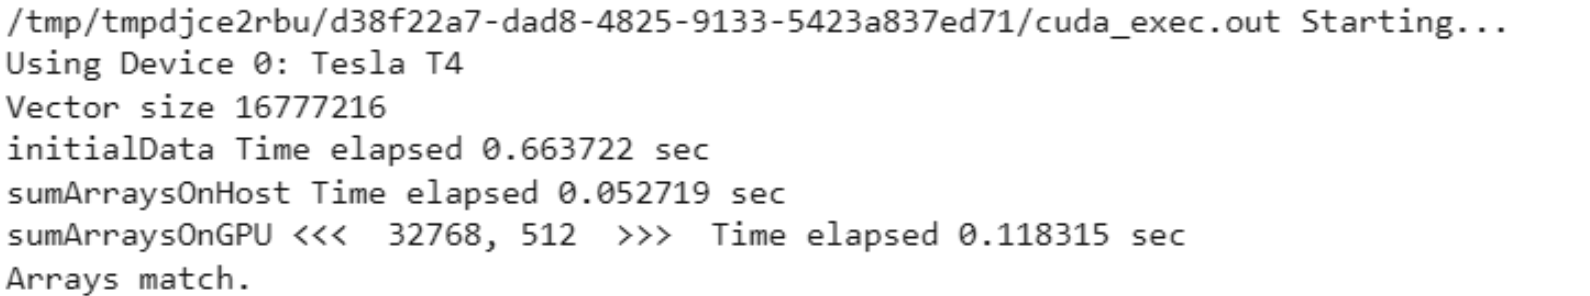 /tmp/tmpdjce2rbu/d38f22a7-dad8-4825-9133-5423a837ed71/cuda_exec.out Starting...
Using Device 0: Tesla T4
Vector size 16777216
initialData Time elapsed 0.663722 sec
sumArraysOnHost Time elapsed 0.052719 sec
sumArraysOnGPU <<<  32768, 512  >>>  Time elapsed 0.118315 sec
Arrays match.